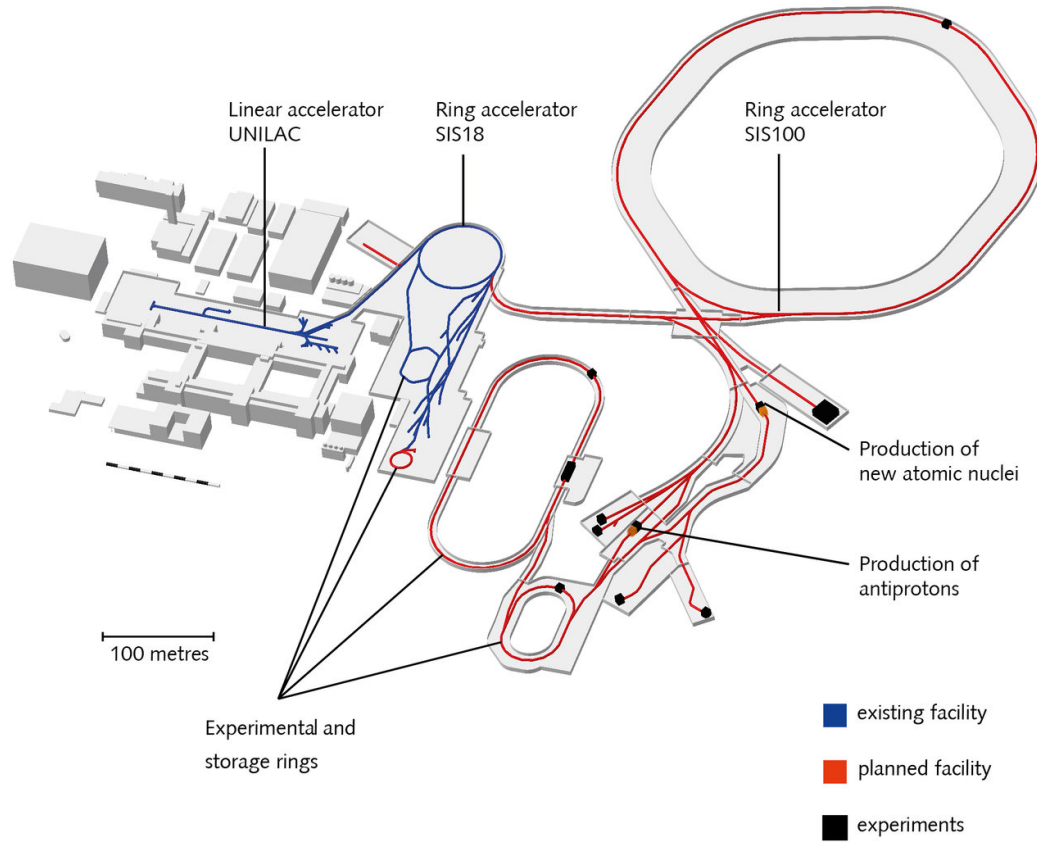 Linear accelerator
UNILAC
Ring accelerator
SIS18
Ring accelerator
SIS100
Production of
new atomic nuclei
Production of
antiprotons
100 metres
Experimental and
storage rings
existing facility
planned facility
experiments